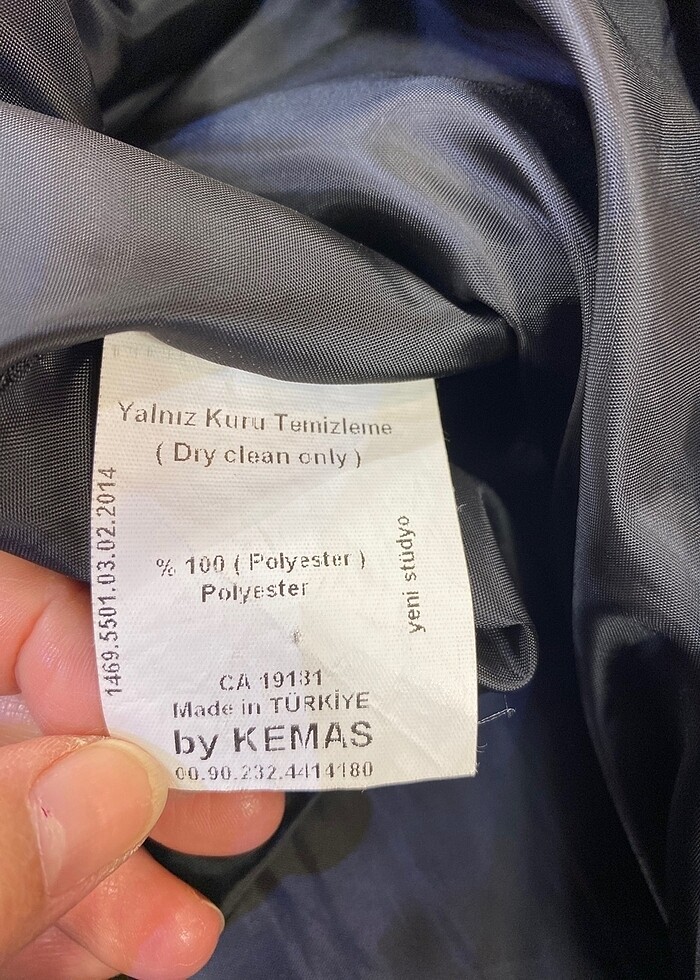 Yalnız Kuru Temizleme
( Dry clean only )
% 100 ( Polyester )
Polyester
CA 19131
Made in TÜRKİYE
by KEMAS
00.90.232.4414180
1469.5501.03.02.2014
yeni stüdyo